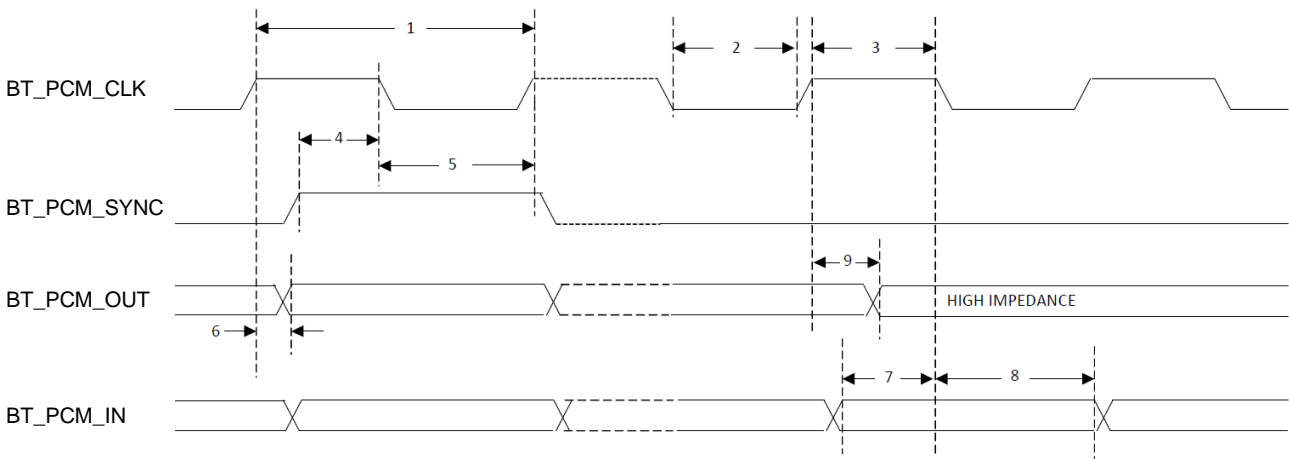 1
2
3
BT_PCM_CLK
4
5
BT_PCM_SYNC
9
BT_PCM_OUT
HIGH IMPEDANCE
6
7
8
BT_PCM_IN